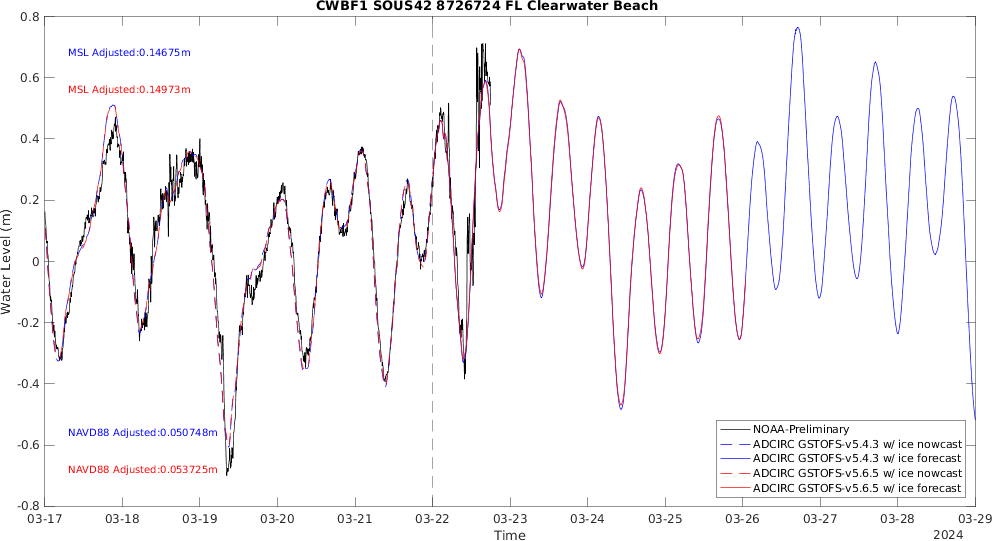 CWBF1 SOUS42 8726724 FL Clearwater Beach
0.8
0.6
0.4
0.2
0
-0.2
-0.4
-0.6
-0.8
Water Level (m)
MSL Adjusted:0.14675m
MSL Adjusted:0.14973m
NAVD88 Adjusted:0.050748m
NAVD88 Adjusted:0.053725m
NOAA-Preliminary
ADCIRC GSTOFS-v5.4.3 w/ ice nowcast
ADCIRC GSTOFS-v5.4.3 w/ ice forecast
ADCIRC GSTOFS-v5.6.5 w/ ice nowcast
ADCIRC GSTOFS-v5.6.5 w/ ice forecast
03-17 03-18 03-19 03-20 03-21 03-22 03-23 03-24 03-25 03-26 03-27 03-28 03-29
Time
2024